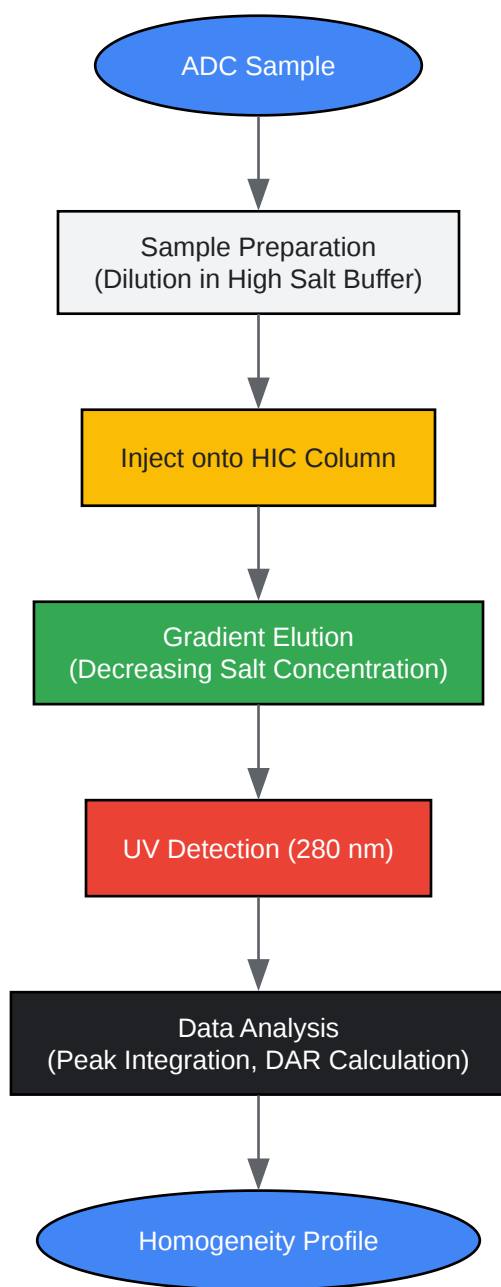 ADC Sample
Sample Preparation
(Dilution in High Salt Buffer)
Inject onto HIC Column
Gradient Elution
(Decreasing Salt Concentration)
UV Detection (280 nm)
Data Analysis
(Peak Integration, DAR Calculation)
Homogeneity Profile